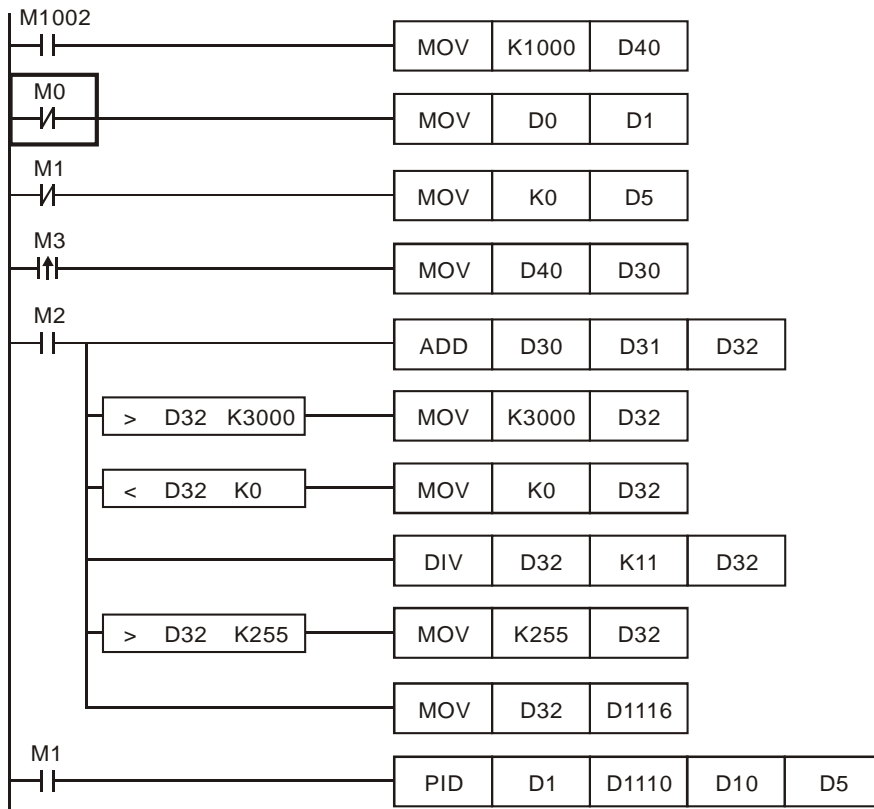 M1002
MOV K1000 D40
M0
MOV D0 D1
M1
MOV K0 D5
M3
MOV D40 D30
M2
ADD D30 D31 D32
> D32 K3000 MOV K3000 D32
< D32 K0 MOV K0 D32
DIV D32 K11 D32
> D32 K255 MOV K255 D32
MOV D32 D1116
M1
PID D1 D1110 D10 D5